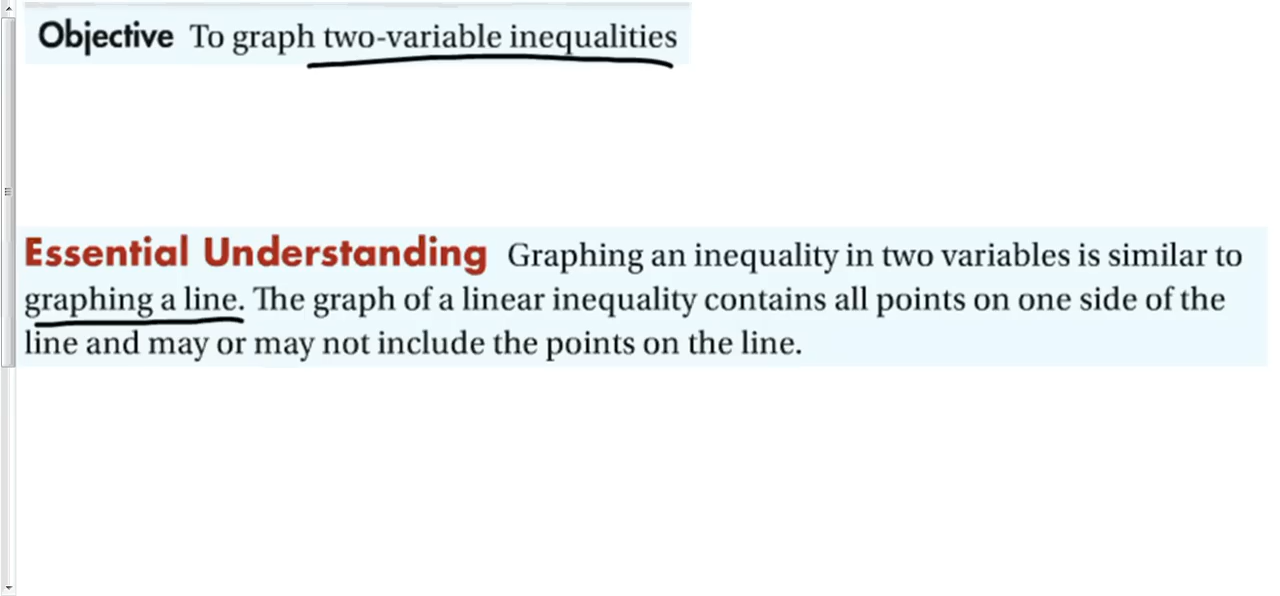 Objective To graph two-variable inequalities
Essential Understanding Graphing an inequality in two variables is similar to
graphing a line. The graph of a linear inequality contains all points on one side of the
line and may or may not include the points on the line.